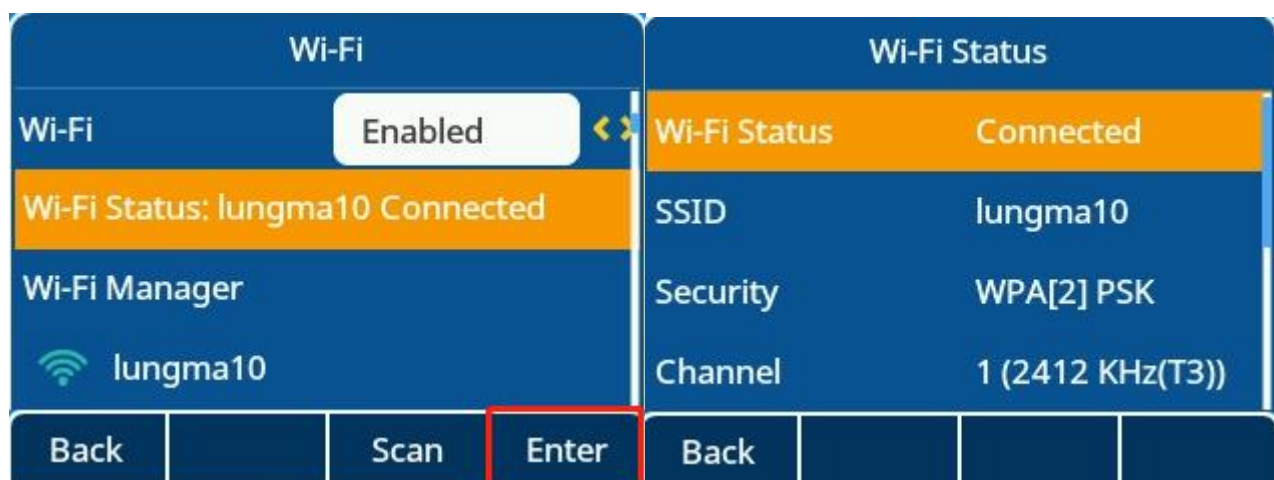 Wi-Fi
Wi-Fi Enabled
Wi-Fi Status: lungma10 Connected
Wi-Fi Manager
lungma10
Back Scan Enter
Wi-Fi Status
Wi-Fi Status Connected
SSID lungma10
Security WPA[2] PSK
Channel 1 (2412 KHz(T3))
Back